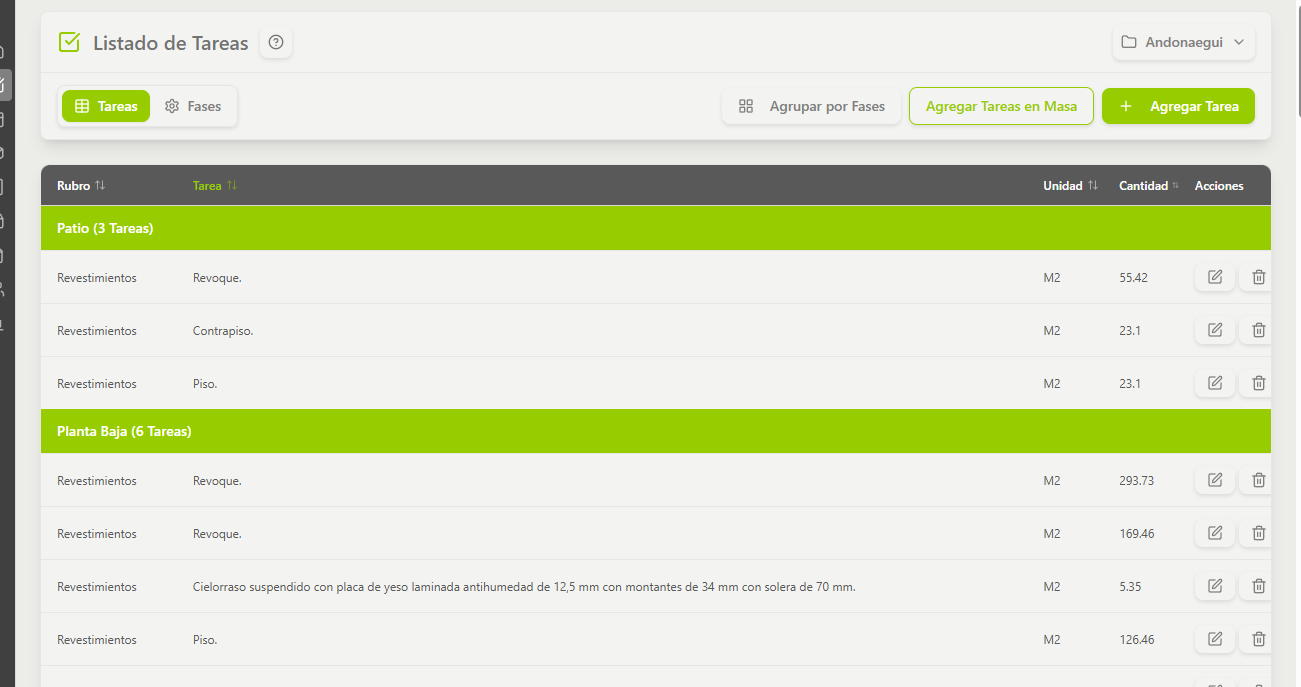 Listado de Tareas
Andonaegui
Tareas Fases Agrupar por Fases Agregar Tareas en Masa + Agregar Tarea
Rubro Tarea Unidad Cantidad Acciones
Patio (3 Tareas)
Revestimientos Revoque. M2 55.42
Revestimientos Contrapiso. M2 23.1
Revestimientos Piso. M2 23.1
Planta Baja (6 Tareas)
Revestimientos Revoque. M2 293.73
Revestimientos Revoque. M2 169.46
Revestimientos Cielorraso suspendido con placa de yeso laminada antihumedad de 12,5 mm con montantes de 34 mm con solera de 70 mm. M2 5.35
Revestimientos Piso. M2 126.46